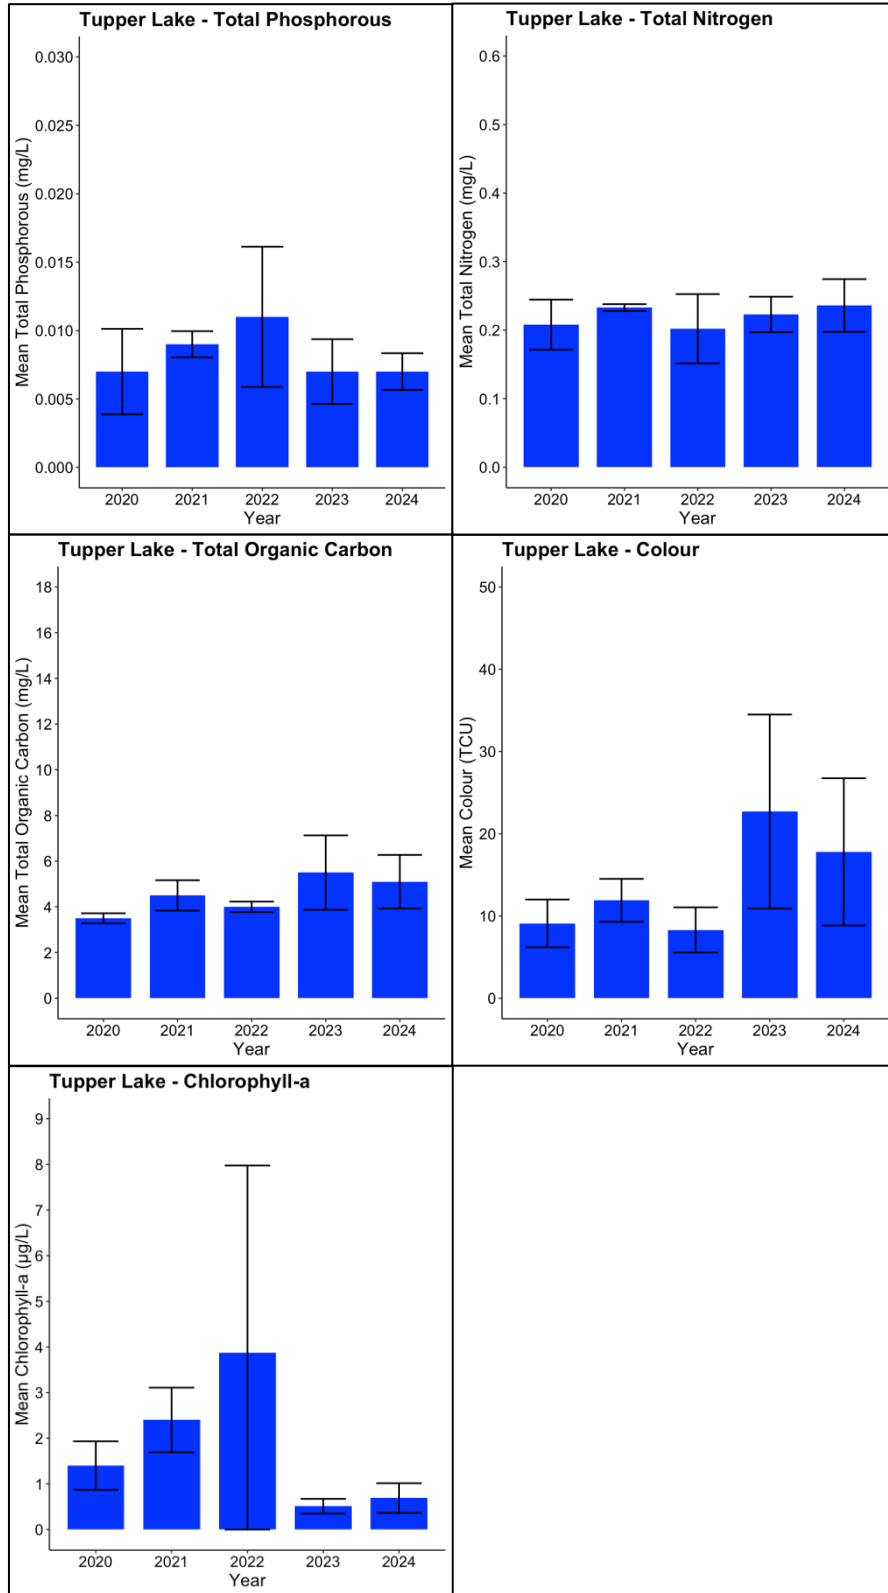 Tupper Lake - Total Phosphorous
Mean Total Phosphorous (mg/L)
0.030
0.025
0.020
0.015
0.010
0.005
0.000
2020 2021 2022 2023 2024
Year
Tupper Lake - Total Nitrogen
Mean Total Nitrogen (mg/L)
0.6
0.5
0.4
0.3
0.2
0.1
0.0
2020 2021 2022 2023 2024
Year
Tupper Lake - Total Organic Carbon
Mean Total Organic Carbon (mg/L)
18
16
14
12
10
8
6
4
2
0
2020 2021 2022 2023 2024
Year
Tupper Lake - Colour
Mean Colour (TCU)
50
40
30
20
10
0
2020 2021 2022 2023 2024
Year
Tupper Lake - Chlorophyll-a
Mean Chlorophyll-a (µg/L)
9
8
7
6
5
4
3
2
1
0
2020 2021 2022 2023 2024
Year